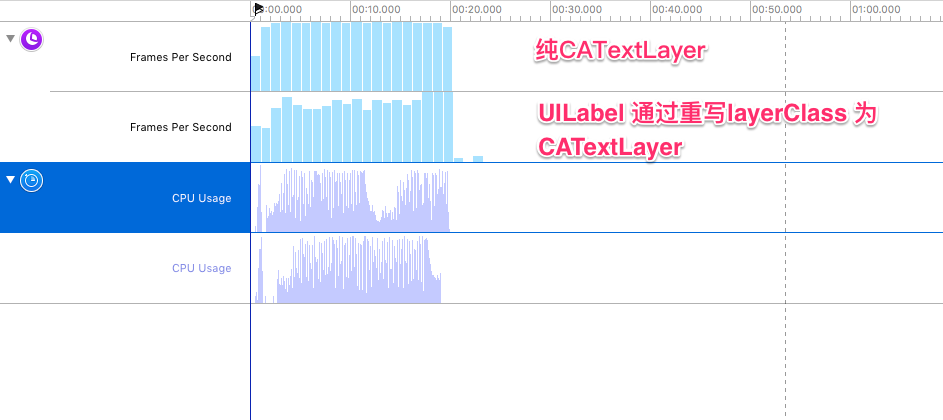 00:00.000 00:10.000 00:20.000 00:30.000 00:40.000 00:50.000 01:00.000
Frames Per Second
纯CATextLayer
Frames Per Second
UILabel 通过重写layerClass 为
CATextLayer
CPU Usage
CPU Usage